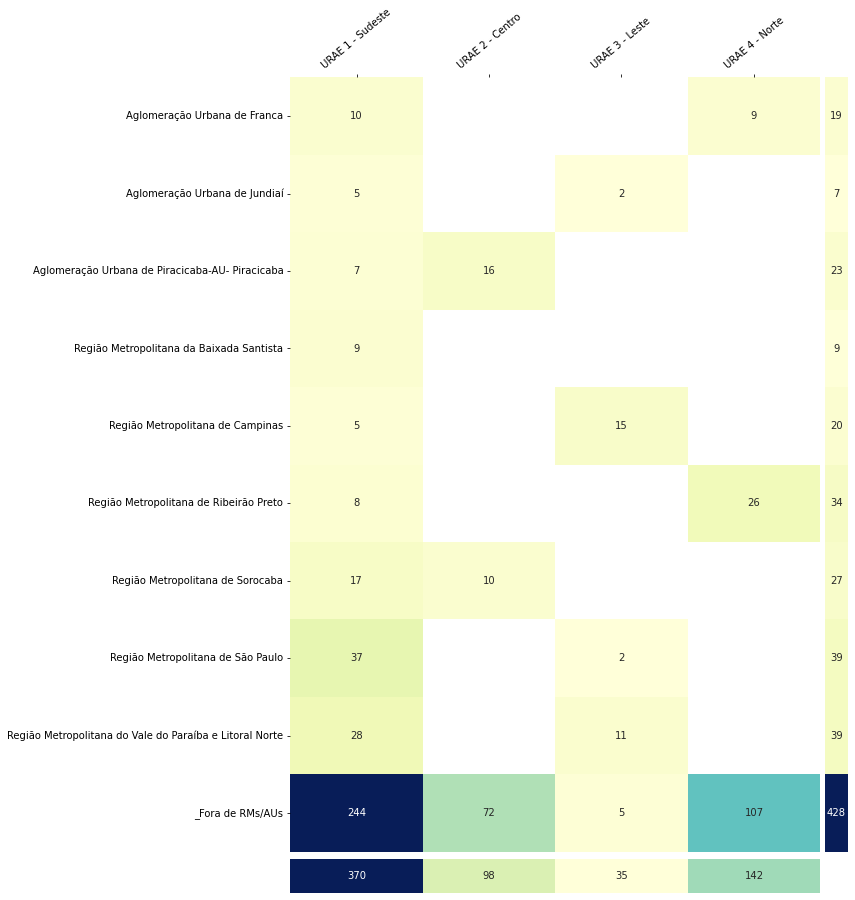 URAE 1 - Sudeste URAE 2 - Centro URAE 3 - Leste URAE 4 - Norte
Aglomeração Urbana de Franca 10 9 19
Aglomeração Urbana de Jundiaí 5 2 7
Aglomeração Urbana de Piracicaba-AU- Piracicaba 7 16 23
Região Metropolitana da Baixada Santista 9 9
Região Metropolitana de Campinas 5 15 20
Região Metropolitana de Ribeirão Preto 8 26 34
Região Metropolitana de Sorocaba 17 10 27
Região Metropolitana de São Paulo 37 2 39
Região Metropolitana do Vale do Paraíba e Litoral Norte 28 11 39
_Fora de RMs/AUs 244 72 5 107 428
370 98 35 142